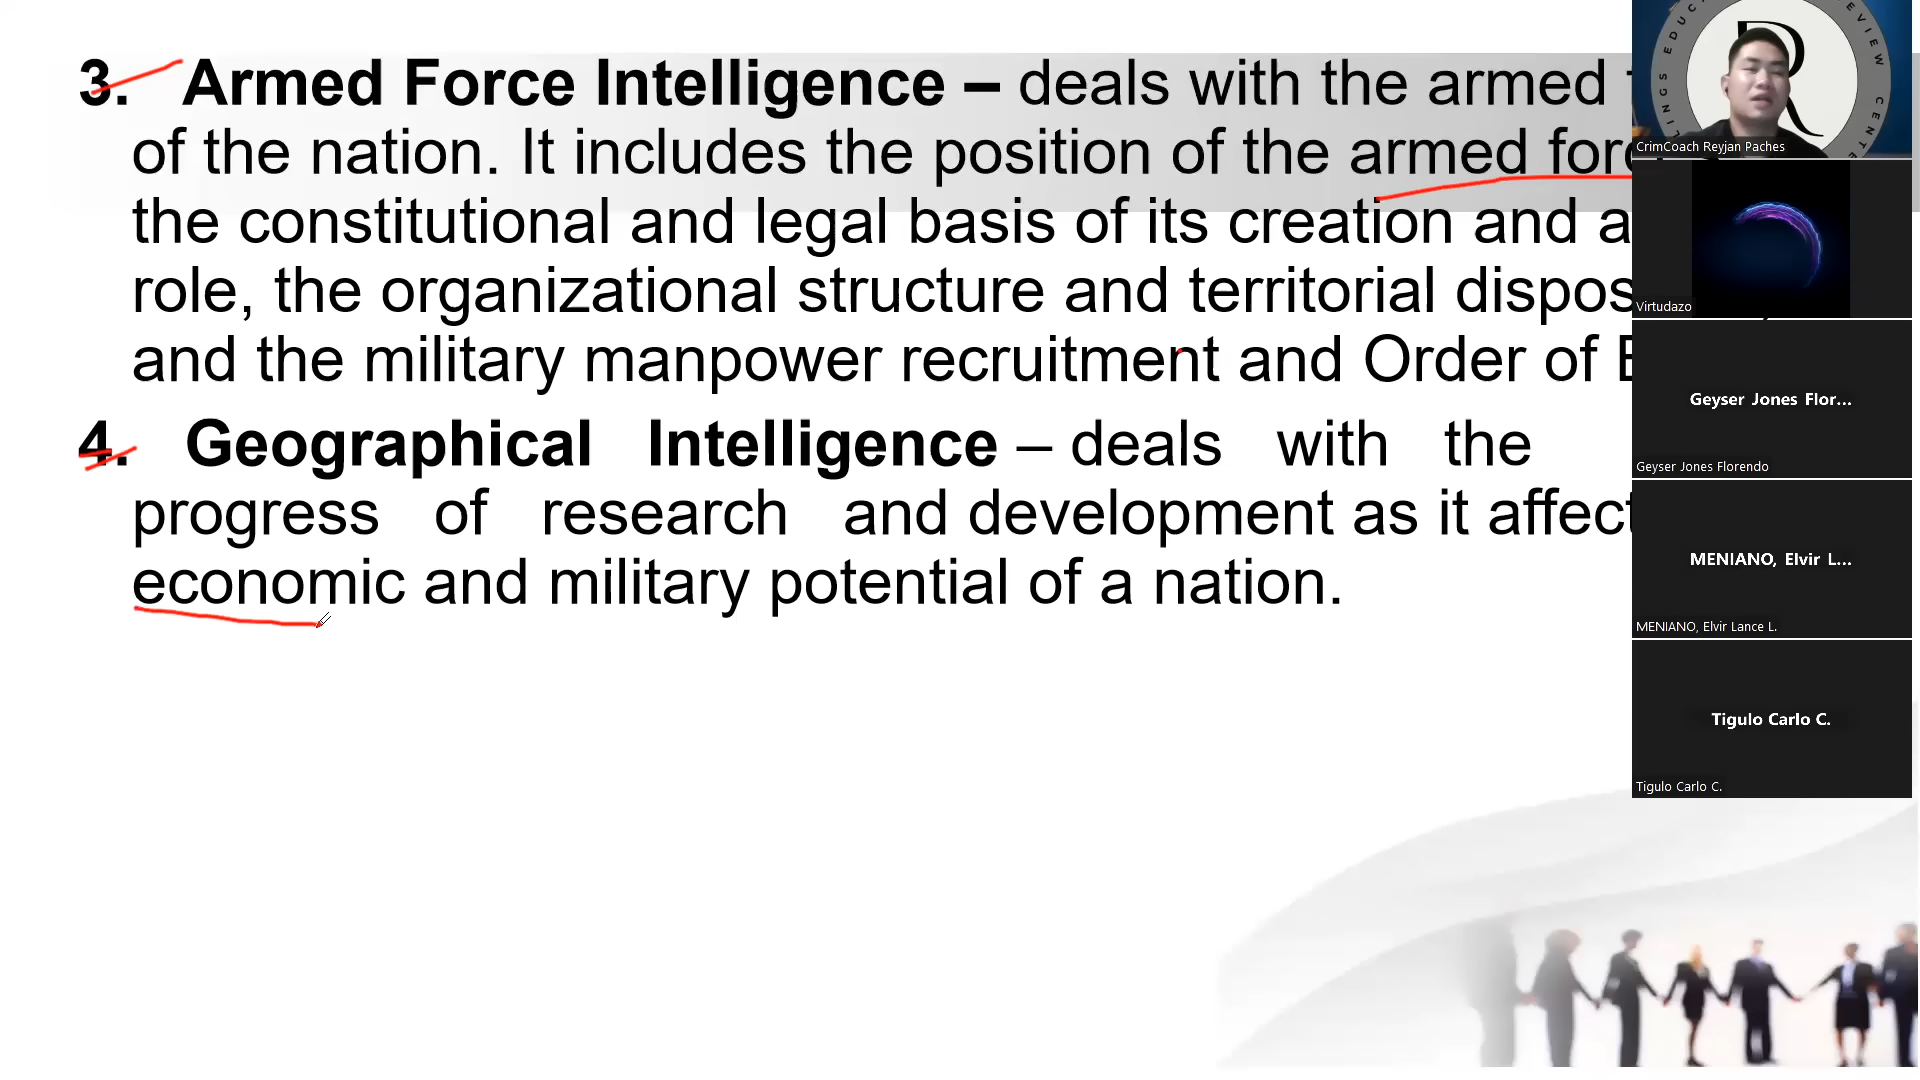 3. Armed Force Intelligence – deals with the armed
of the nation. It includes the position of the armed
the constitutional and legal basis of its creation and
role, the organizational structure and territorial
and the military manpower recruitment and Order of
4. Geographical Intelligence – deals with the
progress of research and development as it
economic and military potential of a nation.
CrimCoach Reyjan Paches
Virtudazo
Geyser Jones Flor...
Geyser Jones Florendo
MENIANO, Elvir L...
MENIANO, Elvir Lance L.
Tigulo Carlo C.
Tigulo Carlo C.